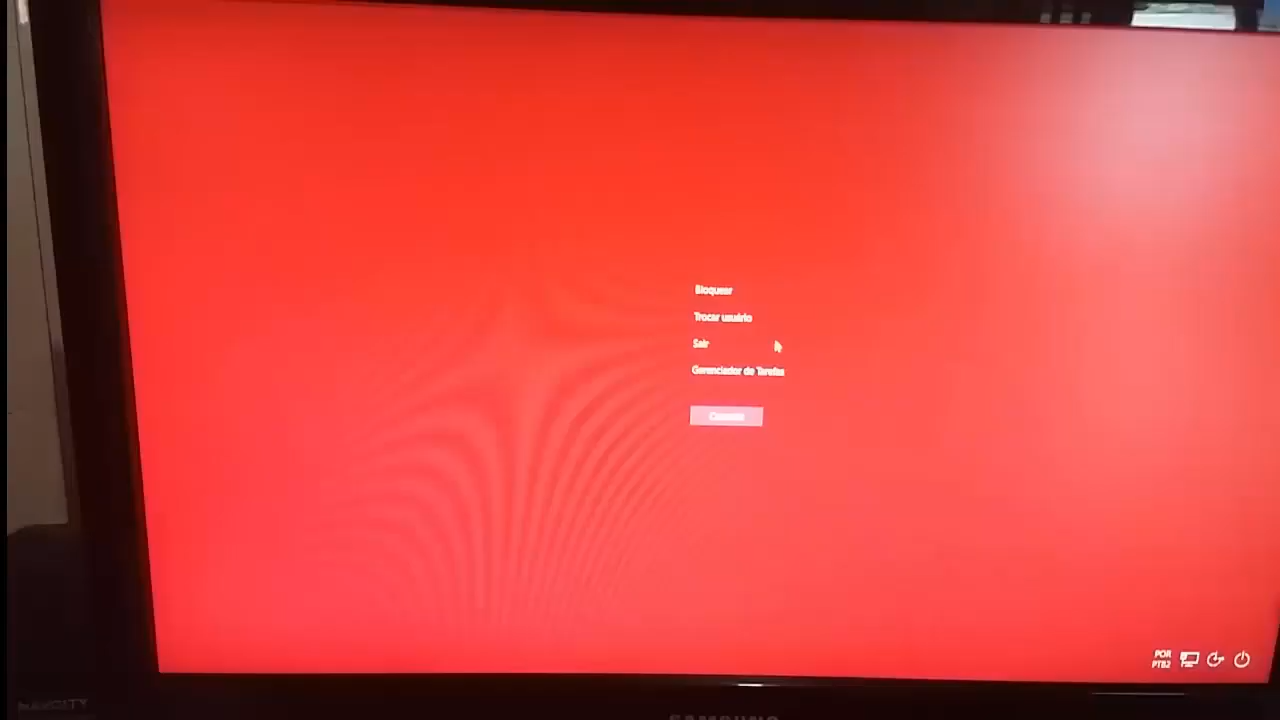 Bloquear
Trocar usuário
Sair
Gerenciador de Tarefas
Cancelar
POR
PTB2
SAMSUNG